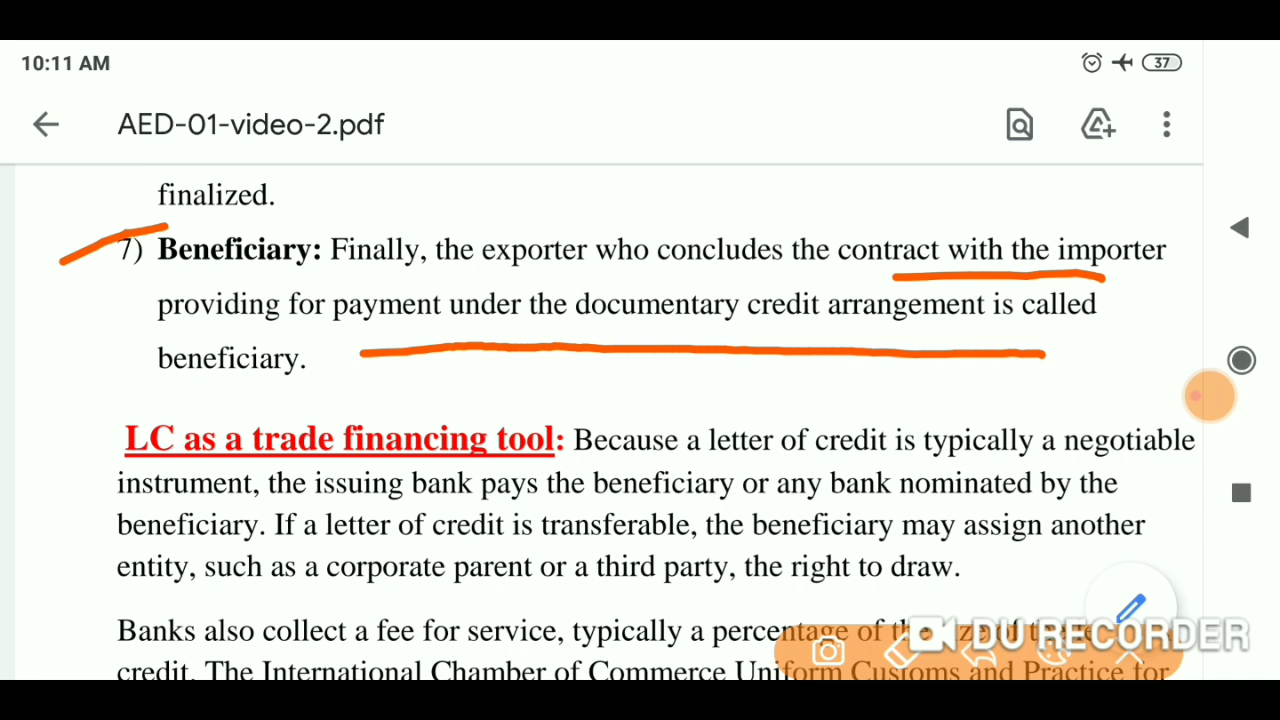 10:11 AM
37
AED-01-video-2.pdf
finalized.
7) Beneficiary: Finally, the exporter who concludes the contract with the importer
providing for payment under the documentary credit arrangement is called
beneficiary.
LC as a trade financing tool: Because a letter of credit is typically a negotiable
instrument, the issuing bank pays the beneficiary or any bank nominated by the
beneficiary. If a letter of credit is transferable, the beneficiary may assign another
entity, such as a corporate parent or a third party, the right to draw.
Banks also collect a fee for service, typically a percentage of the
DU RECORDER
credit. The International Chamber of Commerce Uniform Customs and Practice for